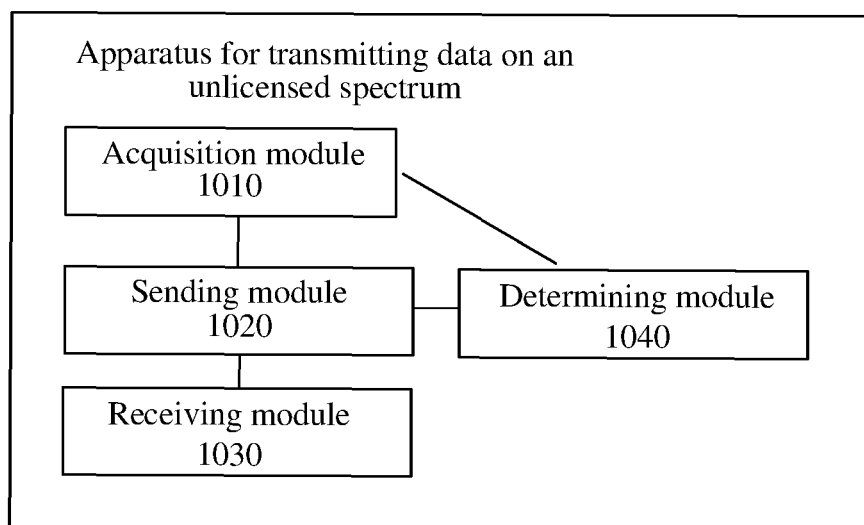 Apparatus for transmitting data on an
unlicensed spectrum
Acquisition module
1010
Sending module
1020
Determining module
1040
Receiving module
1030